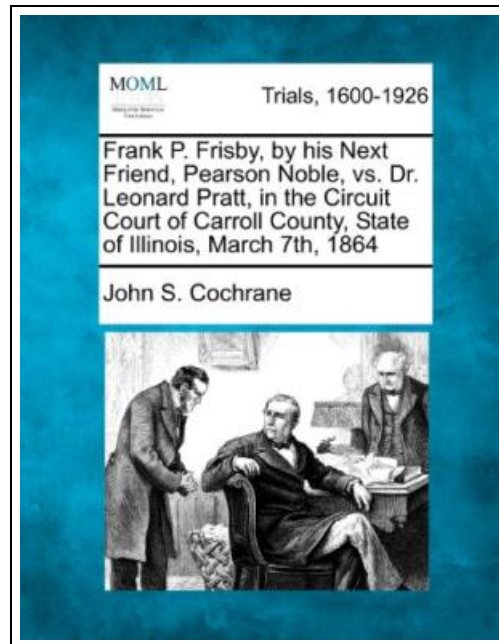 MOML
Trials, 1600-1926
Frank P. Frisby, by his Next
Friend, Pearson Noble, vs. Dr.
Leonard Pratt, in the Circuit
Court of Carroll County, State
of Illinois, March 7th, 1864
John S. Cochrane